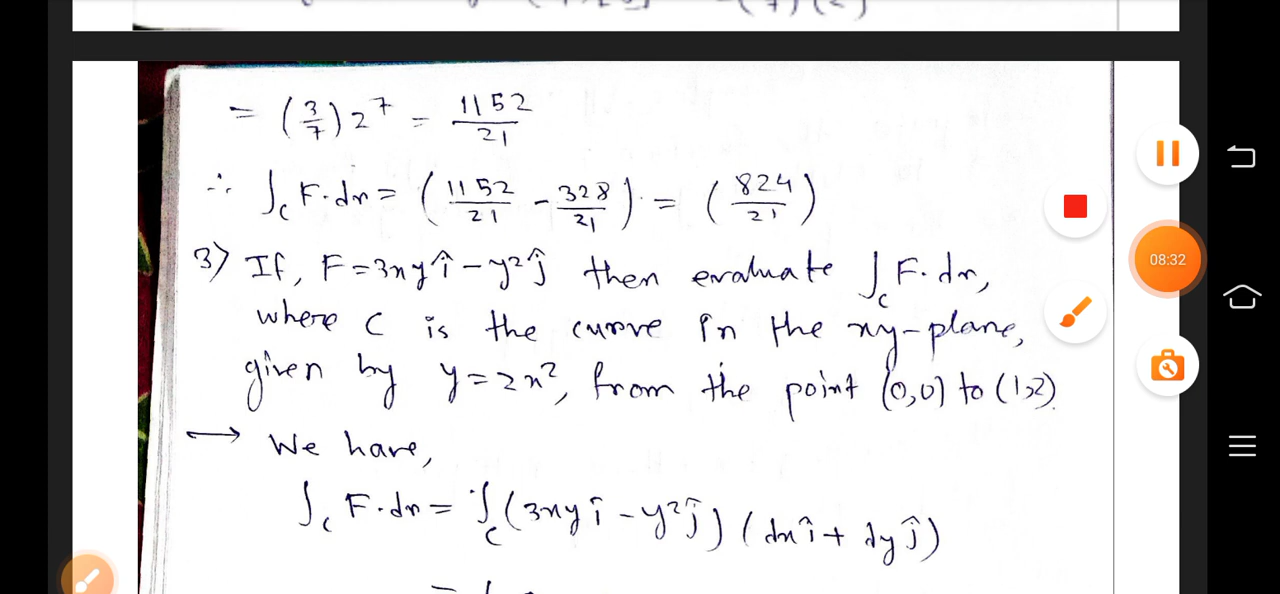 = (3/7) 2^7 = 1152/21
∴ ∫_C F·dr = (1152/21 - 328/21) = (824/21)
3) If, F = 3xy î - y² ĵ then evaluate ∫_C F·dr,
where C is the curve in the xy-plane,
given by y = 2x², from the point (0,0) to (1,2)
→ We have,
∫_C F·dr = ∫_C (3xy î - y² ĵ) (dx î + dy ĵ)
08:32